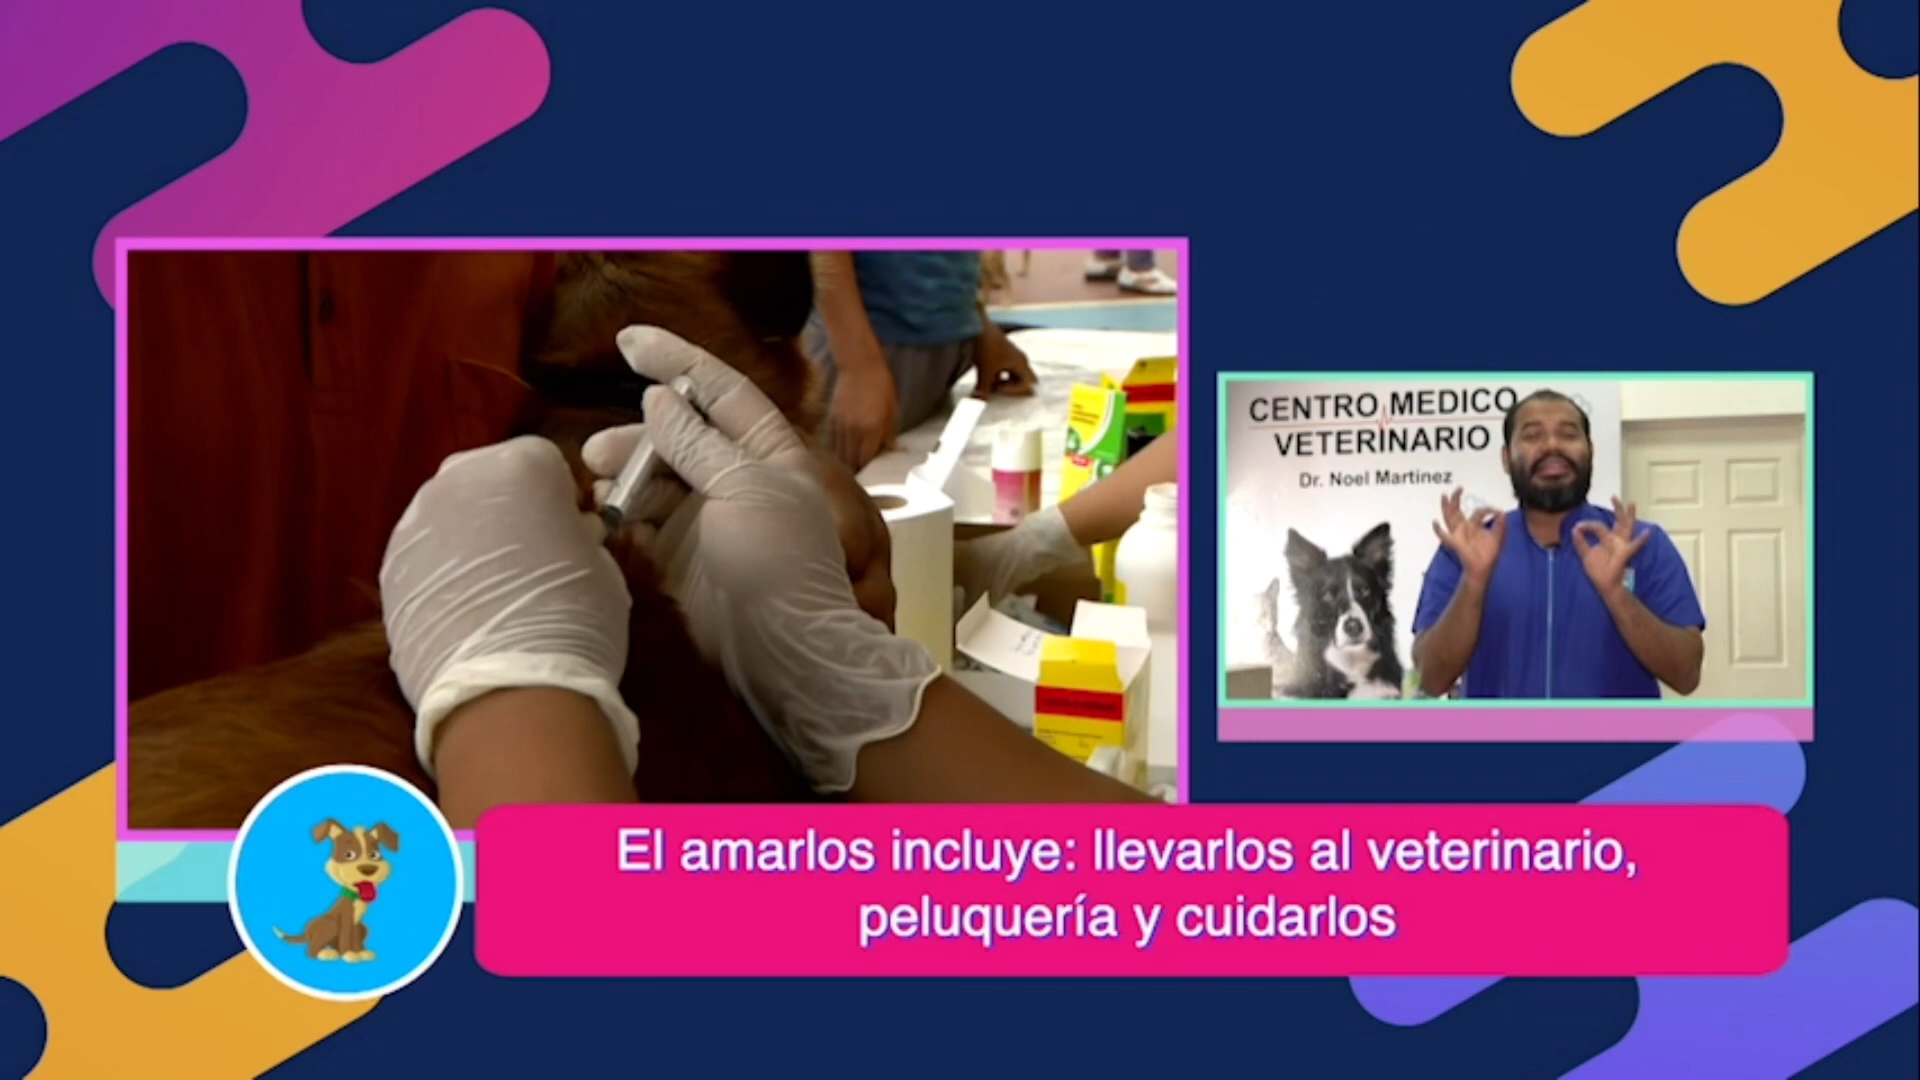 CENTRO MEDICO
VETERINARIO
Dr. Noel Martinez
El amarlos incluye: llevarlos al veterinario,
peluquería y cuidarlos